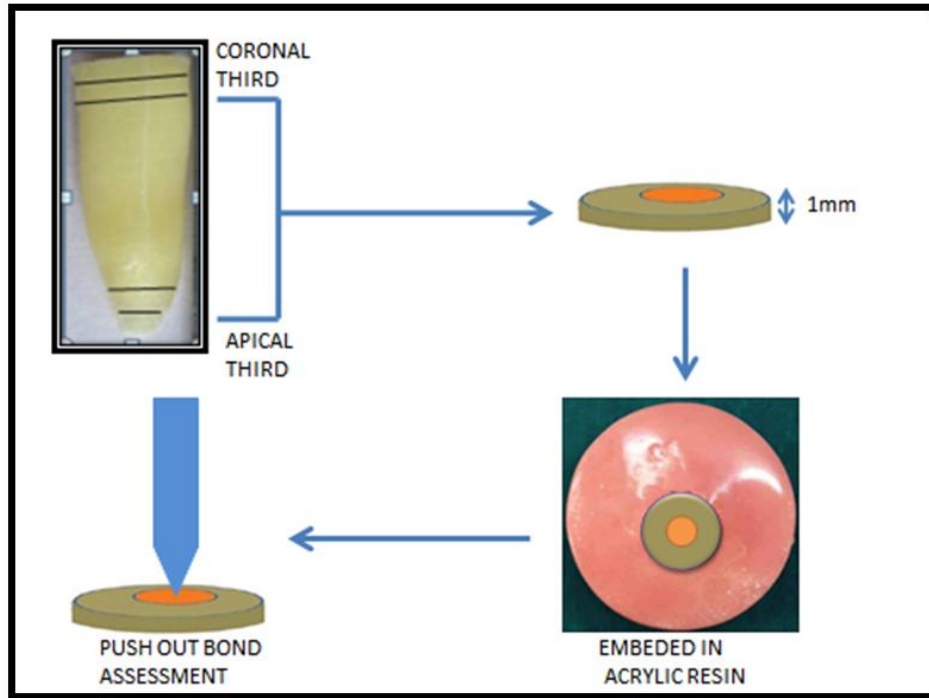 CORONAL
THIRD
1mm
APICAL
THIRD
PUSH OUT BOND
ASSESSMENT
EMBEDED IN
ACRYLIC RESIN